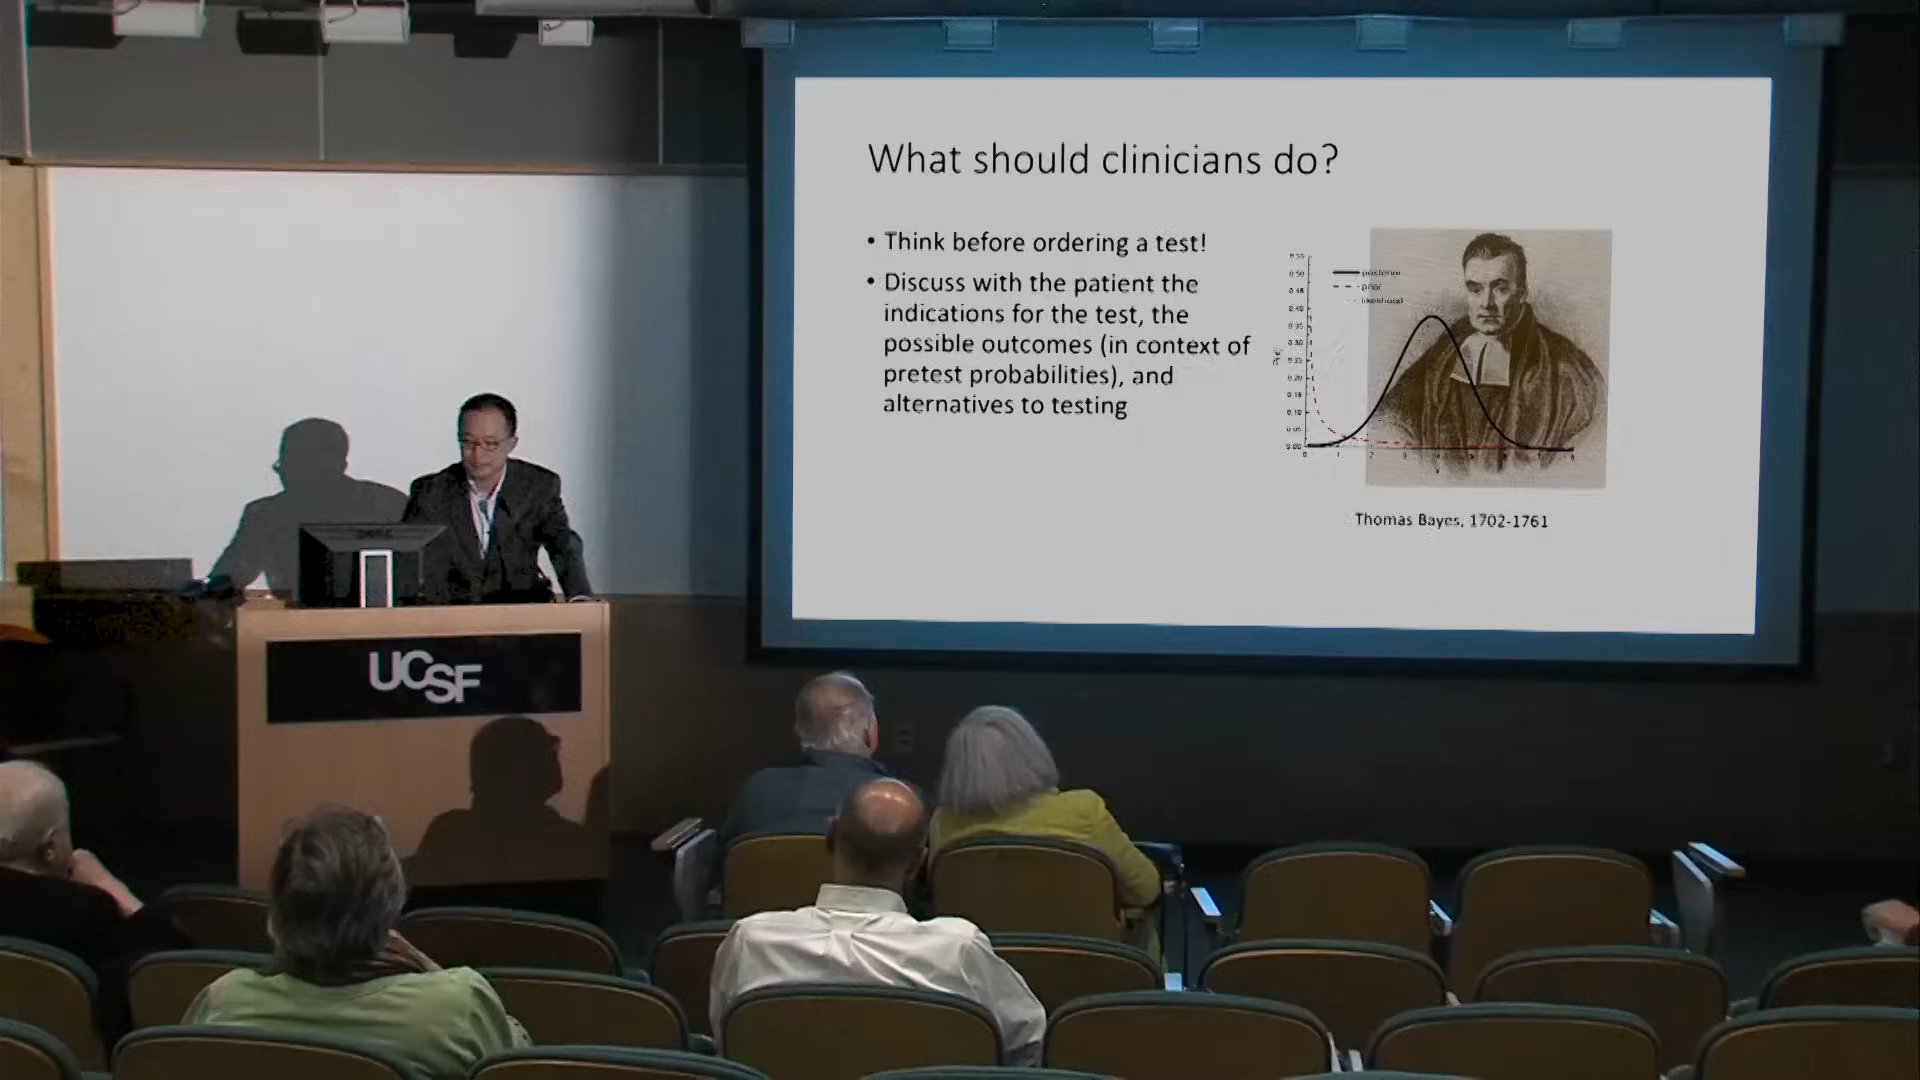 What should clinicians do?
• Think before ordering a test!
• Discuss with the patient the
indications for the test, the
possible outcomes (in context of
pretest probabilities), and
alternatives to testing
posterior
prior
likelihood
Thomas Bayes, 1702-1761
UCSF